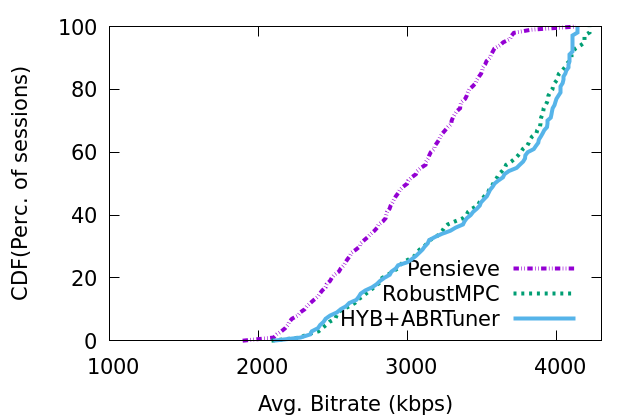 100
80
60
40
20
0
CDF(Perc. of sessions)
Pensieve
RobustMPC
HYB+ABRTuner
1000 2000 3000 4000
Avg. Bitrate (kbps)